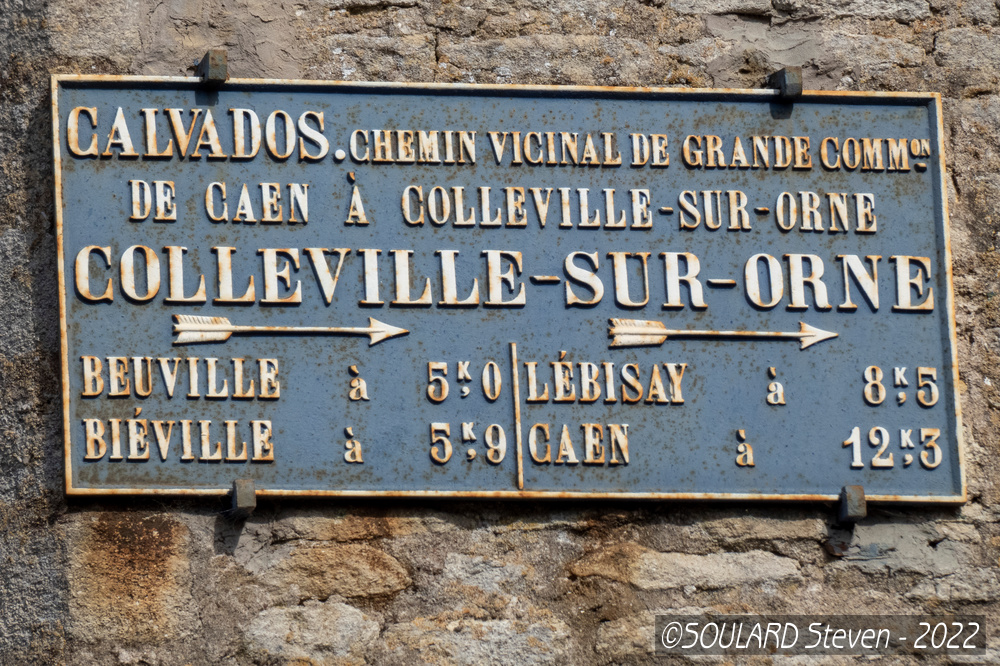 CALVADOS. CHEMIN VICINAL DE GRANDE COMMON
DE CAEN À COLLEVILLE-SUR-ORNE
COLLEVILLE-SUR-ORNE
BEUVILLE à 5K,0
BIÉVILLE à 5K,9
LÉBISAY à 8K,5
CAEN à 12K,3
©SOULARD Steven - 2022